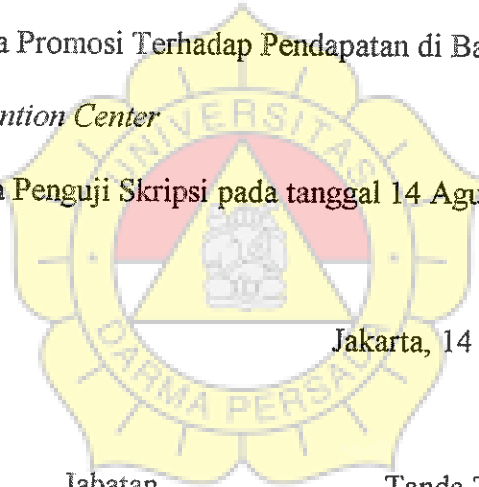 a Promosi Terhadap Pendapatan di Ba
ntion Center
Penguji Skripsi pada tanggal 14 Agu
UNIVERSITAS
Jakarta, 14
DARMA PERSADA
Jabatan
Tanda